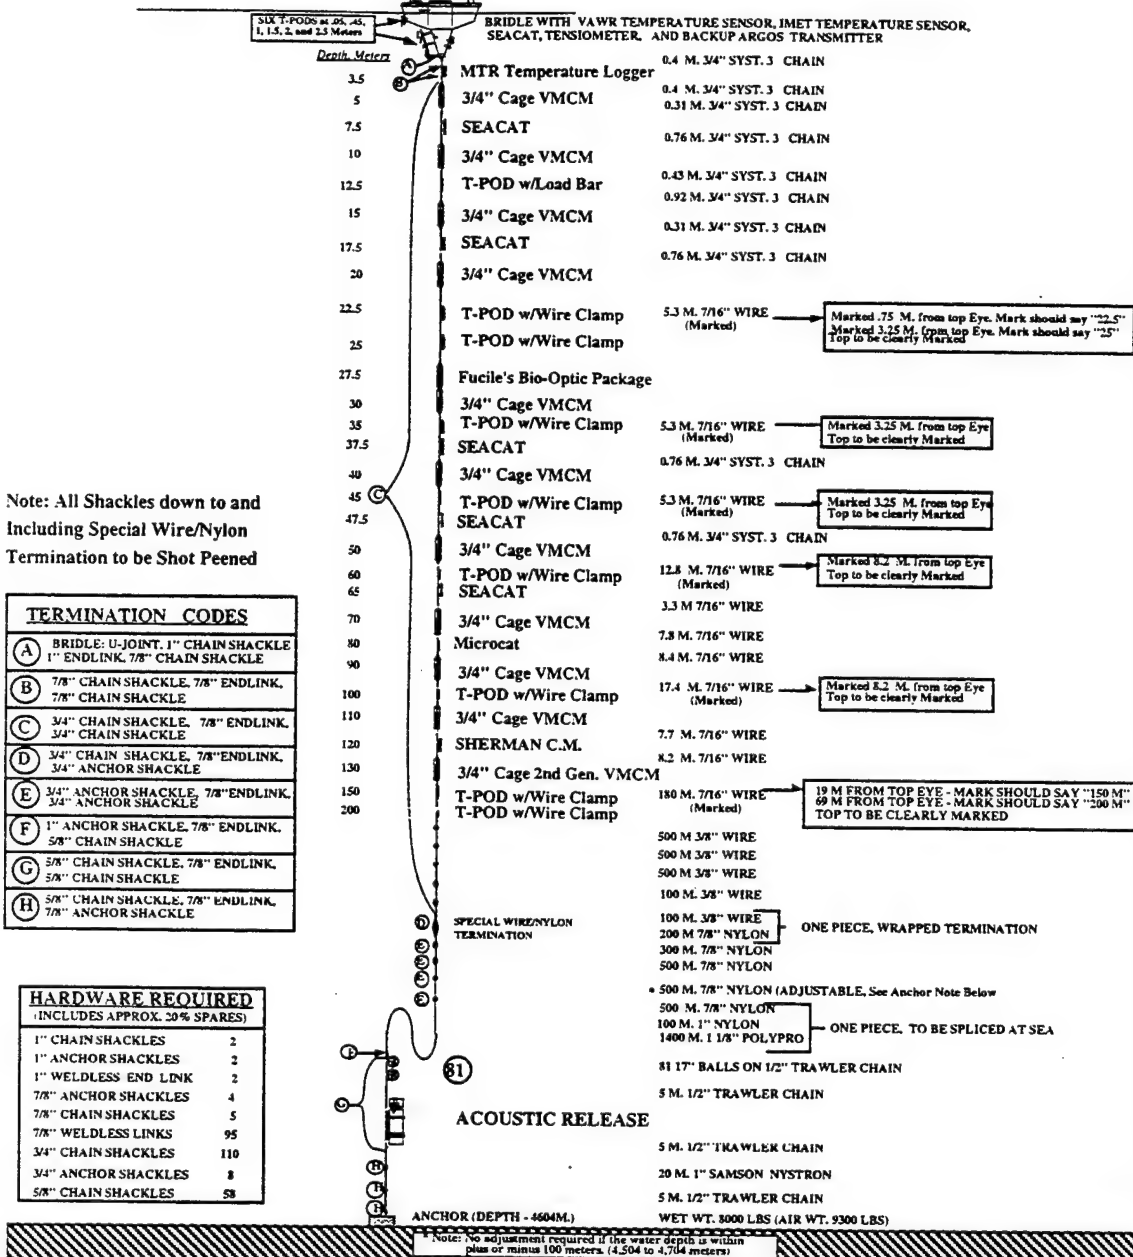 SIX T-PODS at .05, .45,
1, 1.5, 2, and 2.5 Meters
BRIDLE WITH VAWR TEMPERATURE SENSOR, IMET TEMPERATURE SENSOR,
SEACAT, TENSIOMETER, AND BACKUP ARGOS TRANSMITTER
Depth, Meters
A
0.4 M. 3/4" SYST. 3 CHAIN
3.5 MTR Temperature Logger
B
0.4 M. 3/4" SYST. 3 CHAIN
5 3/4" Cage VMCM
0.31 M. 3/4" SYST. 3 CHAIN
7.5 SEACAT
0.76 M. 3/4" SYST. 3 CHAIN
10 3/4" Cage VMCM
0.43 M. 3/4" SYST. 3 CHAIN
12.5 T-POD w/Load Bar
0.92 M. 3/4" SYST. 3 CHAIN
15 3/4" Cage VMCM
0.31 M. 3/4" SYST. 3 CHAIN
17.5 SEACAT
0.76 M. 3/4" SYST. 3 CHAIN
20 3/4" Cage VMCM
22.5 T-POD w/Wire Clamp 5.3 M. 7/16" WIRE
(Marked)
Marked .75 M. from top Eye. Mark should say "22.5"
Marked 3.25 M. from top Eye. Mark should say "25"
Top to be clearly Marked
25 T-POD w/Wire Clamp
27.5 Fucile's Bio-Optic Package
30 3/4" Cage VMCM
35 T-POD w/Wire Clamp 5.3 M. 7/16" WIRE
(Marked)
Marked 3.25 M. from top Eye
Top to be clearly Marked
37.5 SEACAT
0.76 M. 3/4" SYST. 3 CHAIN
40 3/4" Cage VMCM
C
45 T-POD w/Wire Clamp 5.3 M. 7/16" WIRE
(Marked)
Marked 3.25 M. from top Eye
Top to be clearly Marked
47.5 SEACAT
0.76 M. 3/4" SYST. 3 CHAIN
50 3/4" Cage VMCM
60 T-POD w/Wire Clamp 12.8 M. 7/16" WIRE
(Marked)
Marked 8.2 M. from top Eye
Top to be clearly Marked
65 SEACAT
3.3 M 7/16" WIRE
70 3/4" Cage VMCM
7.8 M. 7/16" WIRE
80 Microcat
8.4 M. 7/16" WIRE
90 3/4" Cage VMCM
100 T-POD w/Wire Clamp 17.4 M. 7/16" WIRE
(Marked)
Marked 8.2 M. from top Eye
Top to be clearly Marked
110 3/4" Cage VMCM
7.7 M. 7/16" WIRE
120 SHERMAN C.M.
8.2 M. 7/16" WIRE
130 3/4" Cage 2nd Gen. VMCM
150 T-POD w/Wire Clamp 180 M. 7/16" WIRE
(Marked)
19 M FROM TOP EYE - MARK SHOULD SAY "150 M"
69 M FROM TOP EYE - MARK SHOULD SAY "200 M"
TOP TO BE CLEARLY MARKED
200 T-POD w/Wire Clamp
500 M 3/8" WIRE
500 M 3/8" WIRE
500 M 3/8" WIRE
100 M. 3/8" WIRE
D
SPECIAL WIRE/NYLON
TERMINATION
100 M. 3/8" WIRE
200 M 7/8" NYLON
ONE PIECE, WRAPPED TERMINATION
E
300 M. 7/8" NYLON
E
500 M. 7/8" NYLON
E
E
* 500 M. 7/8" NYLON (ADJUSTABLE, See Anchor Note Below
500 M. 7/8" NYLON
100 M. 1" NYLON
1400 M. 1 1/8" POLYPRO
ONE PIECE, TO BE SPLICED AT SEA
F
81
81 17" BALLS ON 1/2" TRAWLER CHAIN
5 M. 1/2" TRAWLER CHAIN
G
ACOUSTIC RELEASE
5 M. 1/2" TRAWLER CHAIN
H
20 M. 1" SAMSON NYSTRON
H
5 M. 1/2" TRAWLER CHAIN
H
ANCHOR (DEPTH - 4604M.) WET WT. 8000 LBS (AIR WT. 9300 LBS)
* Note: No adjustment required if the water depth is within
plus or minus 100 meters. (4,504 to 4,704 meters)
Note: All Shackles down to and
Including Special Wire/Nylon
Termination to be Shot Peened
TERMINATION CODES
A BRIDLE: U-JOINT, 1" CHAIN SHACKLE
1" ENDLINK, 7/8" CHAIN SHACKLE
B 7/8" CHAIN SHACKLE, 7/8" ENDLINK,
7/8" CHAIN SHACKLE
C 3/4" CHAIN SHACKLE, 7/8" ENDLINK,
3/4" CHAIN SHACKLE
D 3/4" CHAIN SHACKLE, 7/8"ENDLINK,
3/4" ANCHOR SHACKLE
E 3/4" ANCHOR SHACKLE, 7/8"ENDLINK,
3/4" ANCHOR SHACKLE
F 1" ANCHOR SHACKLE, 7/8" ENDLINK,
5/8" CHAIN SHACKLE
G 5/8" CHAIN SHACKLE, 7/8" ENDLINK,
5/8" CHAIN SHACKLE
H 5/8" CHAIN SHACKLE, 7/8" ENDLINK,
7/8" ANCHOR SHACKLE
HARDWARE REQUIRED
(INCLUDES APPROX. 20% SPARES)
1" CHAIN SHACKLES 2
1" ANCHOR SHACKLES 2
1" WELDLESS END LINK 2
7/8" ANCHOR SHACKLES 4
7/8" CHAIN SHACKLES 5
7/8" WELDLESS LINKS 95
3/4" CHAIN SHACKLES 110
3/4" ANCHOR SHACKLES 8
5/8" CHAIN SHACKLES 58